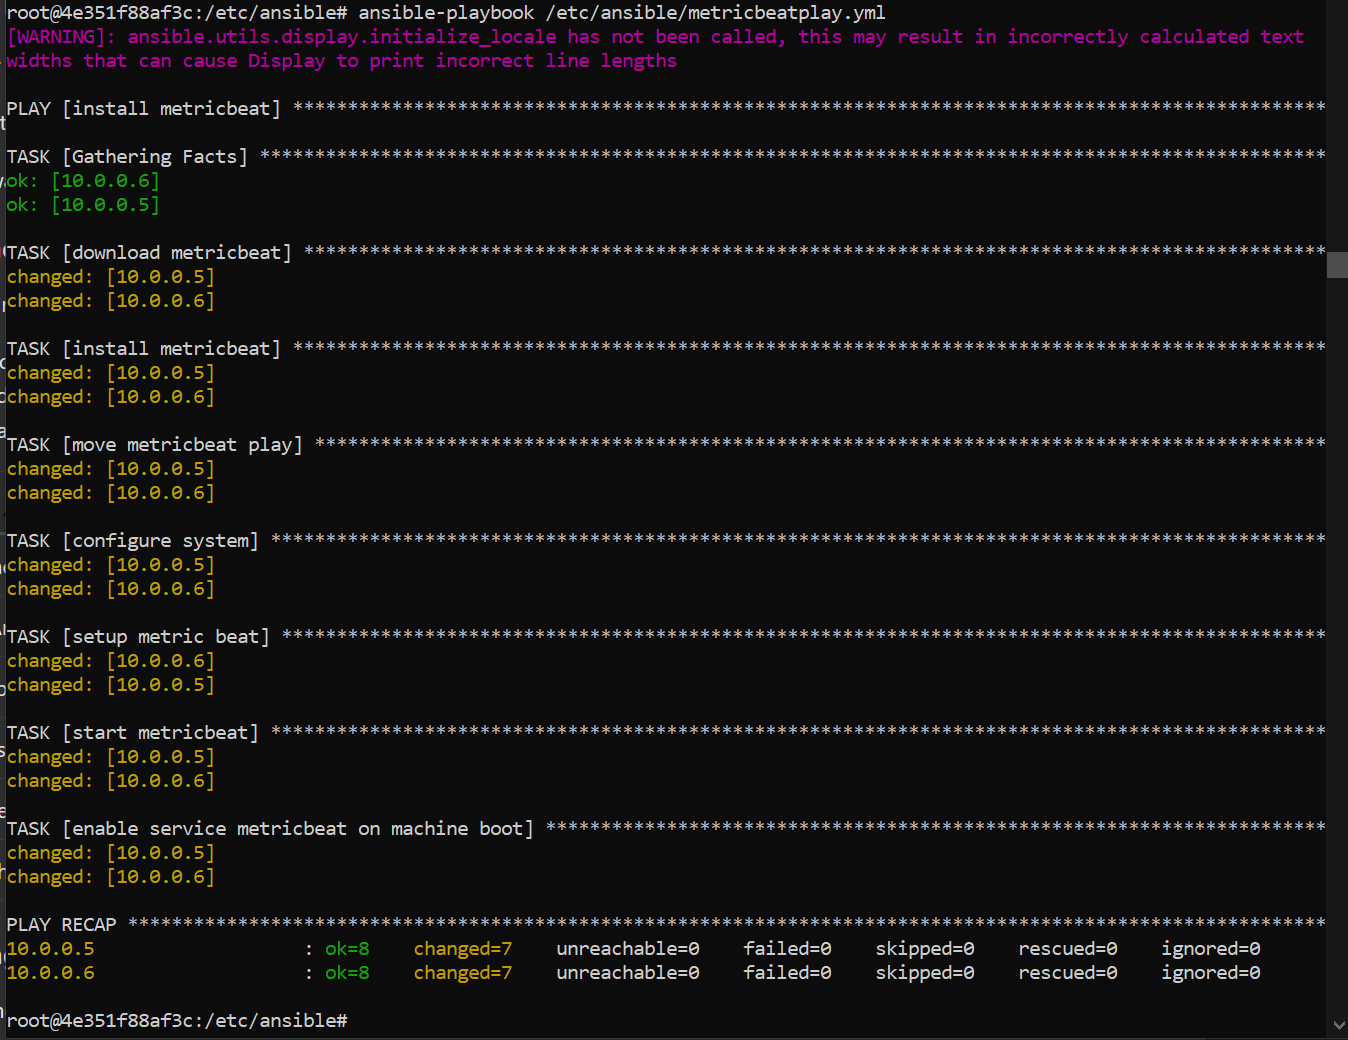 root@4e351f88af3c:/etc/ansible# ansible-playbook /etc/ansible/metricbeatplay.yml
[WARNING]: ansible.utils.display.initialize_locale has not been called, this may result in incorrectly calculated text
widths that can cause Display to print incorrect line lengths
PLAY [install metricbeat] **********************************************************************************************
TASK [Gathering Facts] *************************************************************************************************
ok: [10.0.0.6]
ok: [10.0.0.5]
TASK [download metricbeat] *********************************************************************************************
changed: [10.0.0.5]
changed: [10.0.0.6]
TASK [install metricbeat] **********************************************************************************************
changed: [10.0.0.5]
changed: [10.0.0.6]
TASK [move metricbeat play] ********************************************************************************************
changed: [10.0.0.5]
changed: [10.0.0.6]
TASK [configure system] ************************************************************************************************
changed: [10.0.0.5]
changed: [10.0.0.6]
TASK [setup metric beat] ***********************************************************************************************
changed: [10.0.0.6]
changed: [10.0.0.5]
TASK [start metricbeat] ************************************************************************************************
changed: [10.0.0.5]
changed: [10.0.0.6]
TASK [enable service metricbeat on machine boot] ***********************************************************************
changed: [10.0.0.5]
changed: [10.0.0.6]
PLAY RECAP *************************************************************************************************************
10.0.0.5                   : ok=8    changed=7    unreachable=0    failed=0    skipped=0    rescued=0    ignored=0
10.0.0.6                   : ok=8    changed=7    unreachable=0    failed=0    skipped=0    rescued=0    ignored=0
root@4e351f88af3c:/etc/ansible#